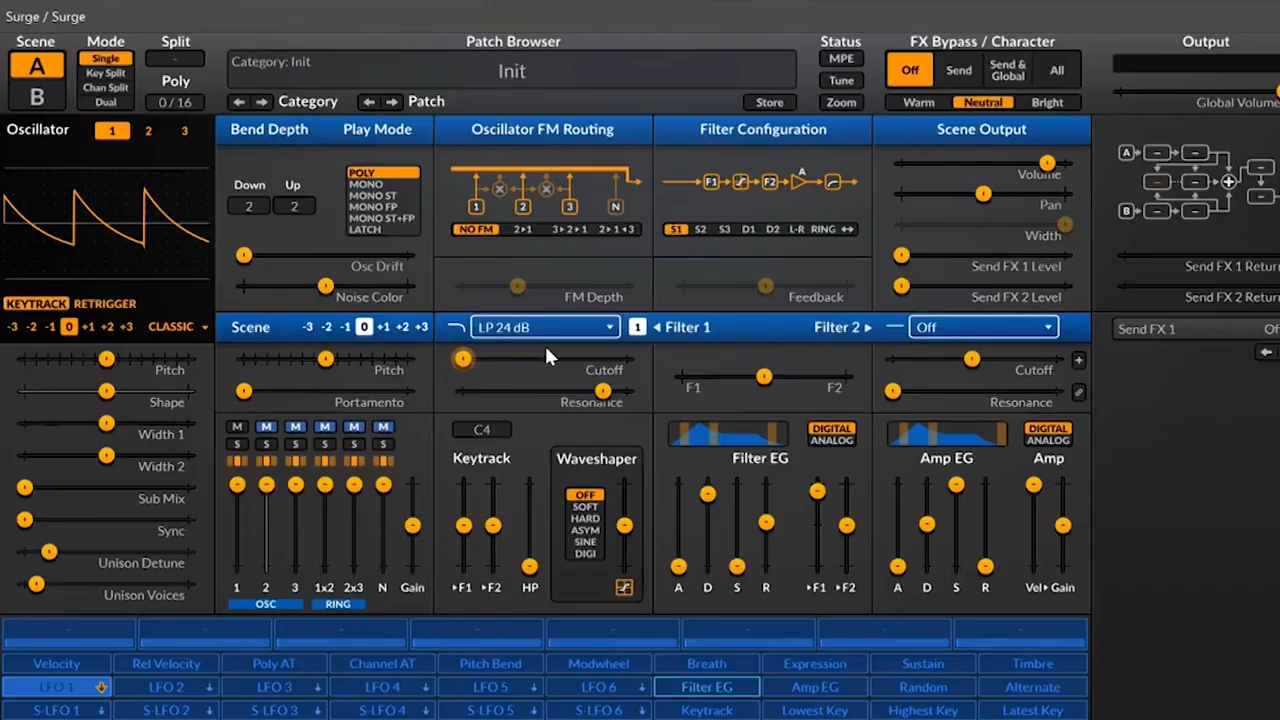 Surge / Surge
Scene Mode Split Patch Browser Status FX Bypass / Character Output
A Single - Category: Init Init MPE Off Send Send & Global All
Key Split
B Chan Split Poly Tune
Dual 0 / 16 Category Patch Store Zoom Warm Neutral Bright Global Volume
Oscillator 1 2 3 Bend Depth Play Mode Oscillator FM Routing Filter Configuration Scene Output
Down Up POLY
2 2 MONO
MONO ST
MONO FP
MONO ST+FP
LATCH
1 2 3 N
F1 F2 A
Volume
Pan
Width
A
B
NO FM 2▸1 3▸2▸1 2▸1◂3 S1 S2 S3 D1 D2 L-R RING
Osc Drift Send FX 1 Level Send FX 1 Return
KEYTRACK RETRIGGER Noise Color FM Depth Feedback Send FX 2 Level Send FX 2 Return
-3 -2 -1 0 +1 +2 +3 CLASSIC Scene -3 -2 -1 0 +1 +2 +3 LP 24 dB 1 Filter 1 Filter 2 Off Send FX 1 Of
Pitch Pitch Cutoff F1 F2 Cutoff
Shape Portamento Resonance Resonance
Width 1 M M M M M M C4 DIGITAL DIGITAL
S S S S S S ANALOG ANALOG
Width 2 Keytrack Waveshaper Filter EG Amp EG Amp
Sub Mix OFF
Sync SOFT
HARD
Unison Detune ASYM
SINE
DIGI
Unison Voices 1 2 3 1x2 2x3 N Gain ▸F1 ▸F2 HP A D S R ▸F1 ▸F2 A D S R Vel▸Gain
OSC RING
- - - - - - - -
Velocity Rel Velocity Poly AT Channel AT Pitch Bend Modwheel Breath Expression Sustain Timbre
LFO 1 LFO 2 LFO 3 LFO 4 LFO 5 LFO 6 Filter EG Amp EG Random Alternate
S-LFO 1 S-LFO 2 S-LFO 3 S-LFO 4 S-LFO 5 S-LFO 6 Keytrack Lowest Key Highest Key Latest Key